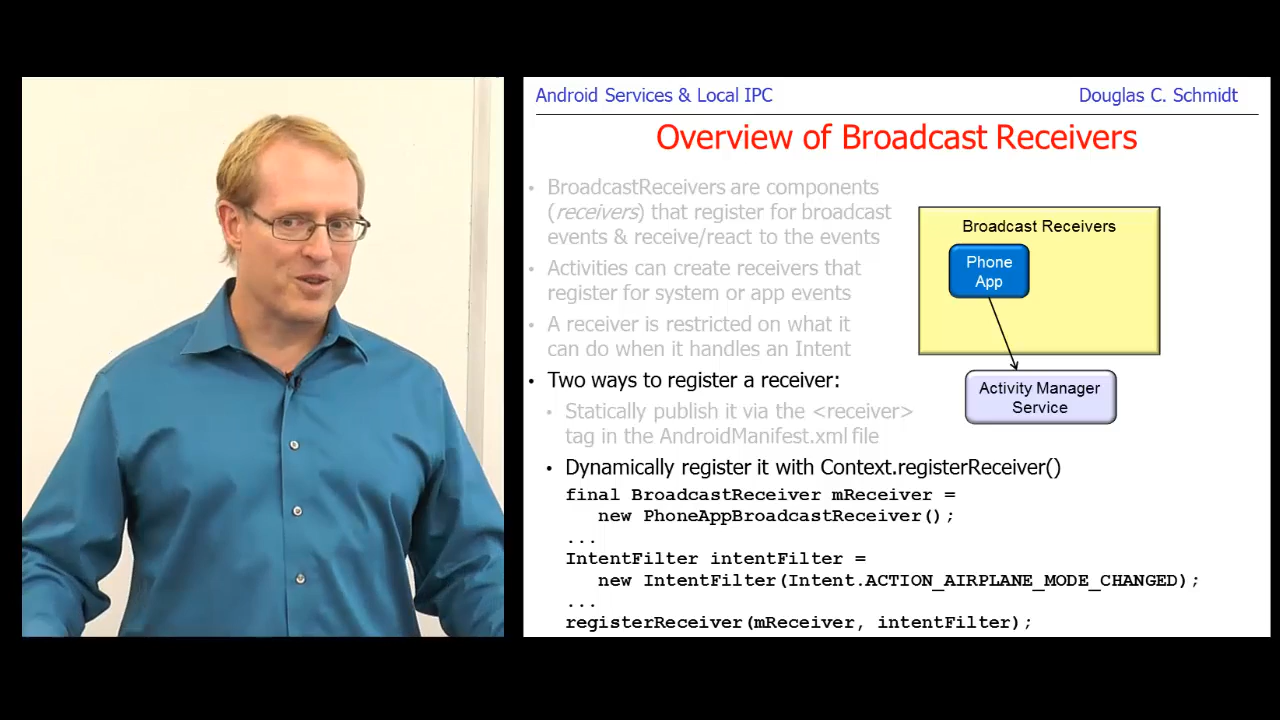 Android Services & Local IPC
Douglas C. Schmidt
Overview of Broadcast Receivers
• BroadcastReceivers are components
(receivers) that register for broadcast
events & receive/react to the events
• Activities can create receivers that
register for system or app events
• A receiver is restricted on what it
can do when it handles an Intent
• Two ways to register a receiver:
• Statically publish it via the <receiver>
tag in the AndroidManifest.xml file
• Dynamically register it with Context.registerReceiver()
final BroadcastReceiver mReceiver =
new PhoneAppBroadcastReceiver();
...
IntentFilter intentFilter =
new IntentFilter(Intent.ACTION_AIRPLANE_MODE_CHANGED);
...
registerReceiver(mReceiver, intentFilter);
Broadcast Receivers
Phone
App
Activity Manager
Service